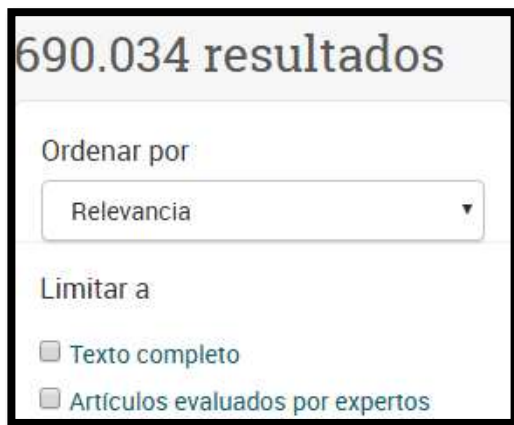 690.034 resultados
Ordenar por
Relevancia
Limitar a
Texto completo
Artículos evaluados por expertos